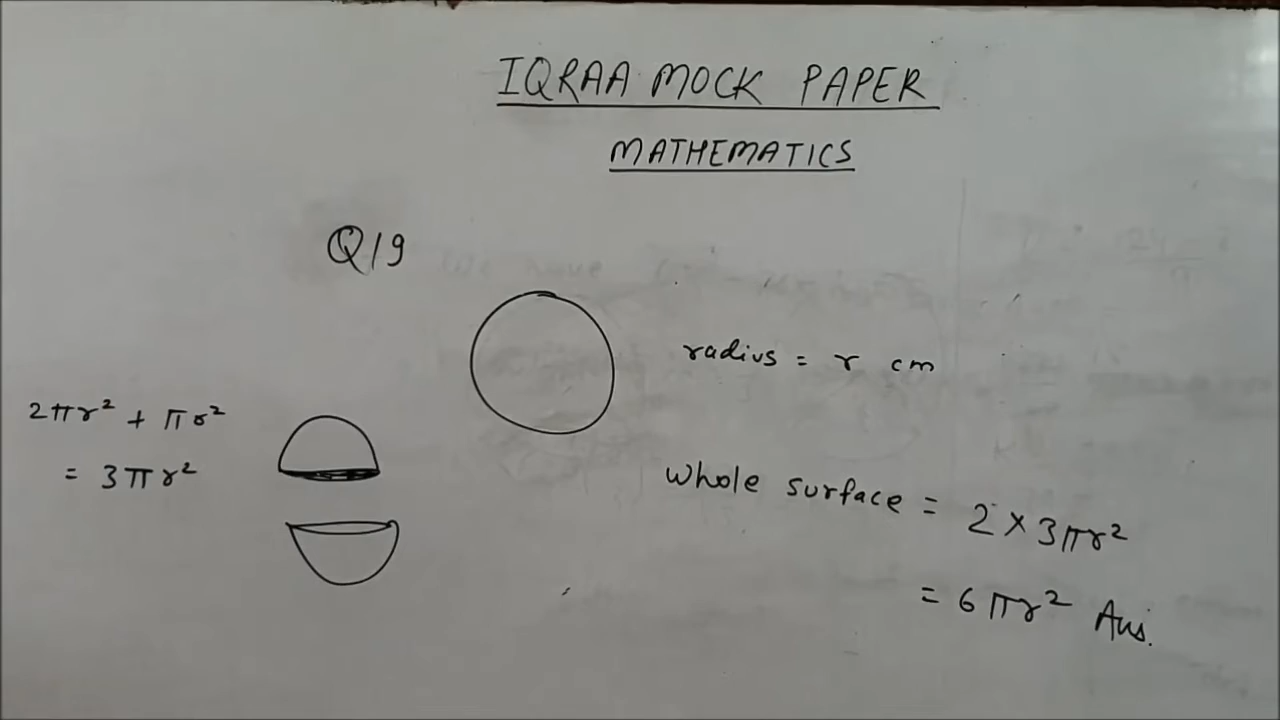 IQRAA MOCK PAPER
MATHEMATICS
Q19
radius = r cm
2πr² + πr²
= 3πr²
Whole surface = 2 × 3πr²
= 6πr² Ans.